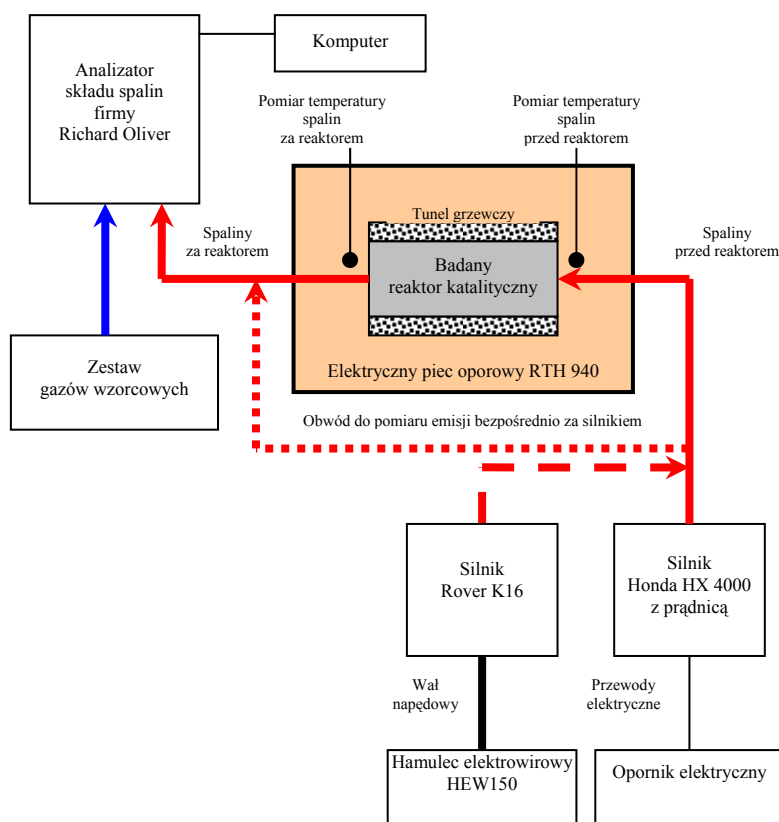 Komputer
Analizator
składu spalin
firmy
Richard Oliver
Pomiar temperatury
spalin
za reaktorem
Pomiar temperatury
spalin
przed reaktorem
Tunel grzewczy
Spaliny
za reaktorem
Spaliny
przed reaktorem
Badany
reaktor katalityczny
Elektryczny piec oporowy RTH 940
Zestaw
gazów wzorcowych
Obwód do pomiaru emisji bezpośrednio za silnikiem
Silnik
Rover K16
Silnik
Honda HX 4000
z prądnicą
Wał
napędowy
Przewody
elektryczne
Hamulec elektrowirowy
HEW150
Opornik elektryczny